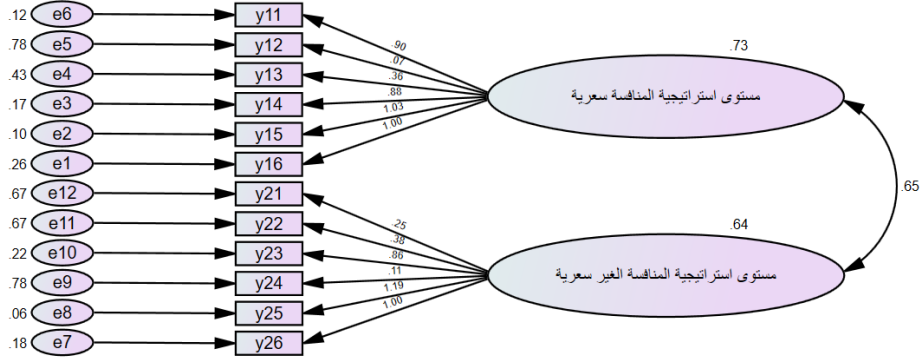 .12 e6 y11
.78 e5 y12
.43 e4 y13
.17 e3 y14
.10 e2 y15
.26 e1 y16
.67 e12 y21
.67 e11 y22
.22 e10 y23
.78 e9 y24
.06 e8 y25
.18 e7 y26
.90
.07
.36
.88
1.03
1.00
.25
.38
.86
.11
1.19
1.00
.73
مستوى استراتيجية المنافسة سعرية
.65
.64
مستوى استراتيجية المنافسة الغير سعرية